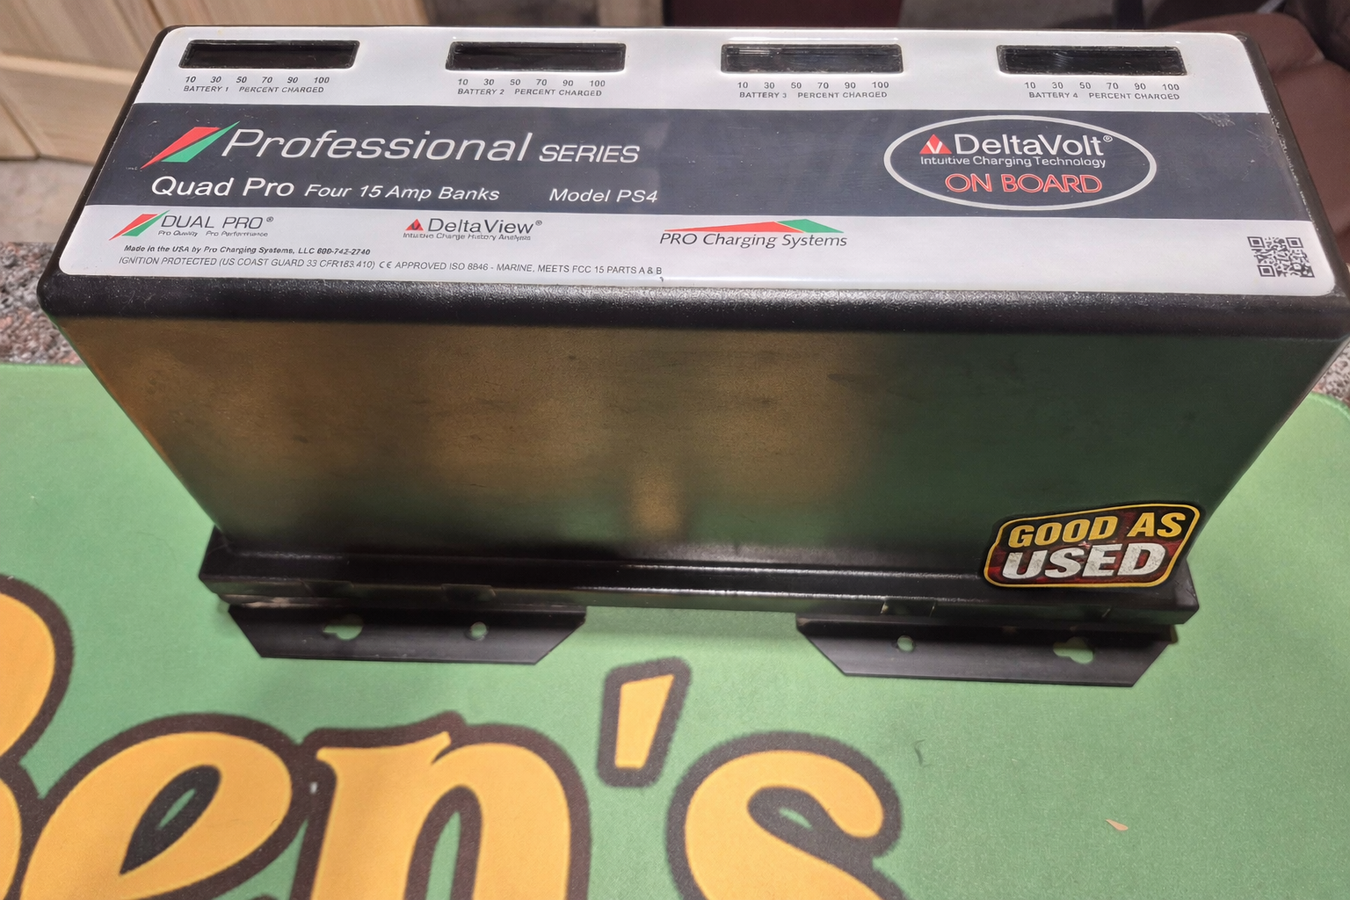 10 30 50 70 90 100
BATTERY 1 PERCENT CHARGED
10 30 50 70 90 100
BATTERY 2 PERCENT CHARGED
10 30 50 70 90 100
BATTERY 3 PERCENT CHARGED
10 30 50 70 90 100
BATTERY 4 PERCENT CHARGED
Professional SERIES
Quad Pro Four 15 Amp Banks Model PS4
DeltaVolt®
Intuitive Charging Technology
ON BOARD
DUAL PRO®
Pro Quality Pro Performance
DeltaView®
Intuitive Charge History Analysis
PRO Charging Systems
Made in the USA by Pro Charging Systems, LLC 800-742-2740
IGNITION PROTECTED (US COAST GUARD 33 CFR183.410) CE APPROVED ISO 8846 - MARINE, MEETS FCC 15 PARTS A & B
GOOD AS
USED
Ben's